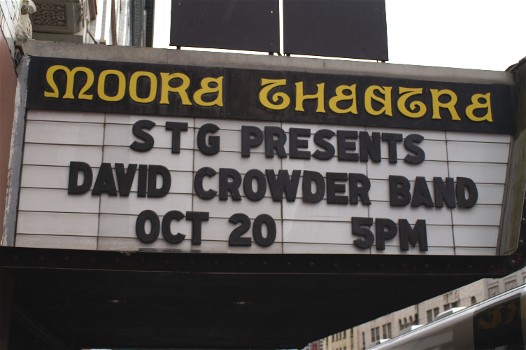 MOORE THEATRE
STG PRESENTS
DAVID CROWDER BAND
OCT 20 5PM